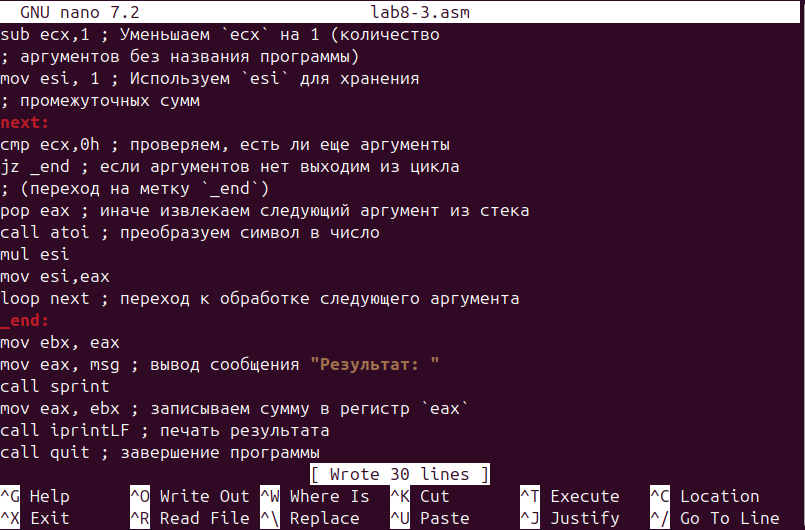 GNU nano 7.2 lab8-3.asm
sub ecx,1 ; Уменьшаем `ecx` на 1 (количество
; аргументов без названия программы)
mov esi, 1 ; Используем `esi` для хранения
; промежуточных сумм
next:
cmp ecx,0h ; проверяем, есть ли еще аргументы
jz _end ; если аргументов нет выходим из цикла
; (переход на метку `_end`)
pop eax ; иначе извлекаем следующий аргумент из стека
call atoi ; преобразуем символ в число
mul esi
mov esi,eax
loop next ; переход к обработке следующего аргумента
_end:
mov ebx, eax
mov eax, msg ; вывод сообщения "Результат: "
call sprint
mov eax, ebx ; записываем сумму в регистр `eax`
call iprintLF ; печать результата
call quit ; завершение программы
[ Wrote 30 lines ]
^G Help ^O Write Out ^W Where Is ^K Cut ^T Execute ^C Location
^X Exit ^R Read File ^\ Replace ^U Paste ^J Justify ^/ Go To Line